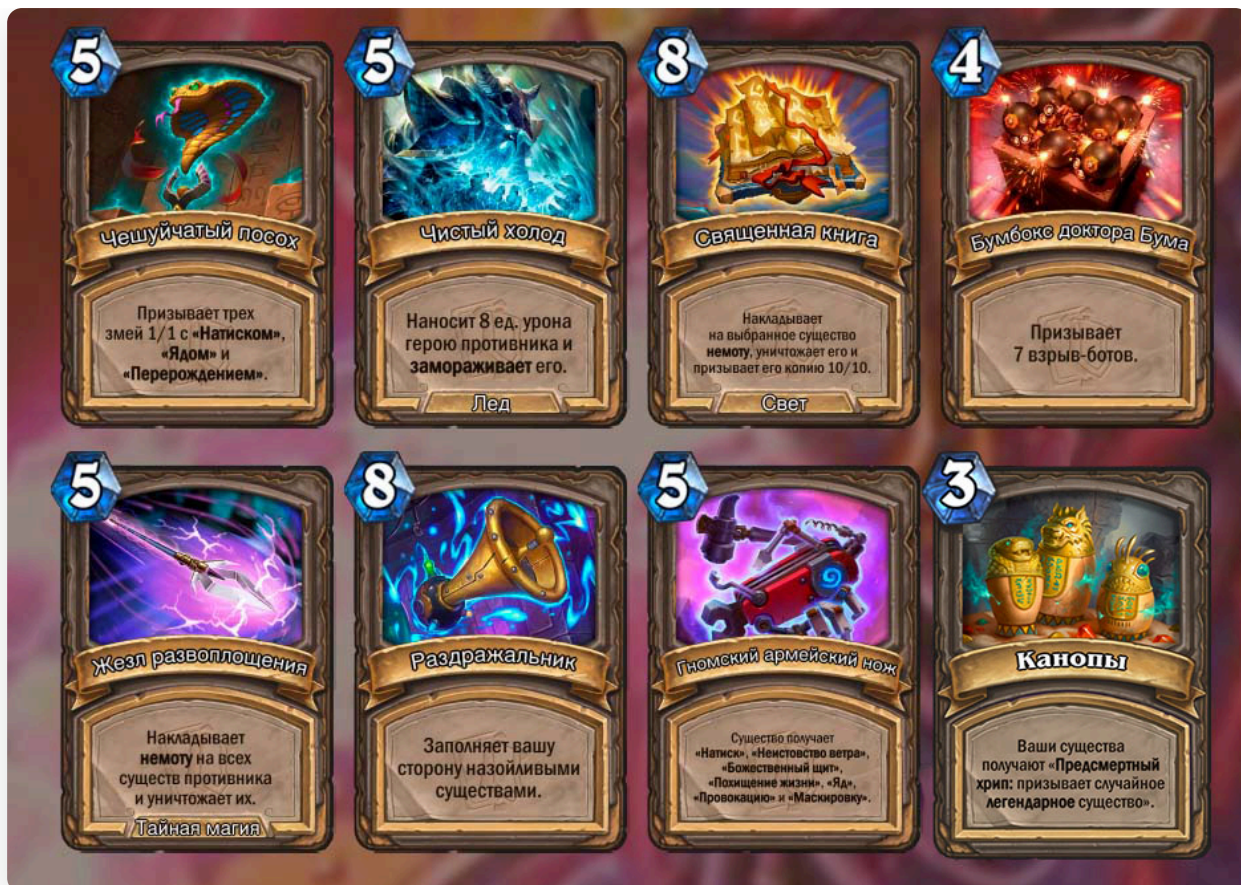 5
Чешуйчатый посох
Призывает трех
змей 1/1 с «Натиском»,
«Ядом» и
«Перерождением».
5
Чистый холод
Наносит 8 ед. урона
герою противника и
замораживает его.
Лед
8
Священная книга
Накладывает
на выбранное существо
немоту, уничтожает его и
призывает его копию 10/10.
Свет
4
Бумбокс доктора Бума
Призывает
7 взрыв-ботов.
5
Жезл развоплощения
Накладывает
немоту на всех
существ противника
и уничтожает их.
Тайная магия
8
Раздражальник
Заполняет вашу
сторону назойливыми
существами.
5
Гномский армейский нож
Существо получает
«Натиск», «Неистовство ветра»,
«Божественный щит»,
«Похищение жизни», «Яд»,
«Провокацию» и «Маскировку».
3
Канопы
Ваши существа
получают «Предсмертный
хрип: призывает случайное
легендарное существо».